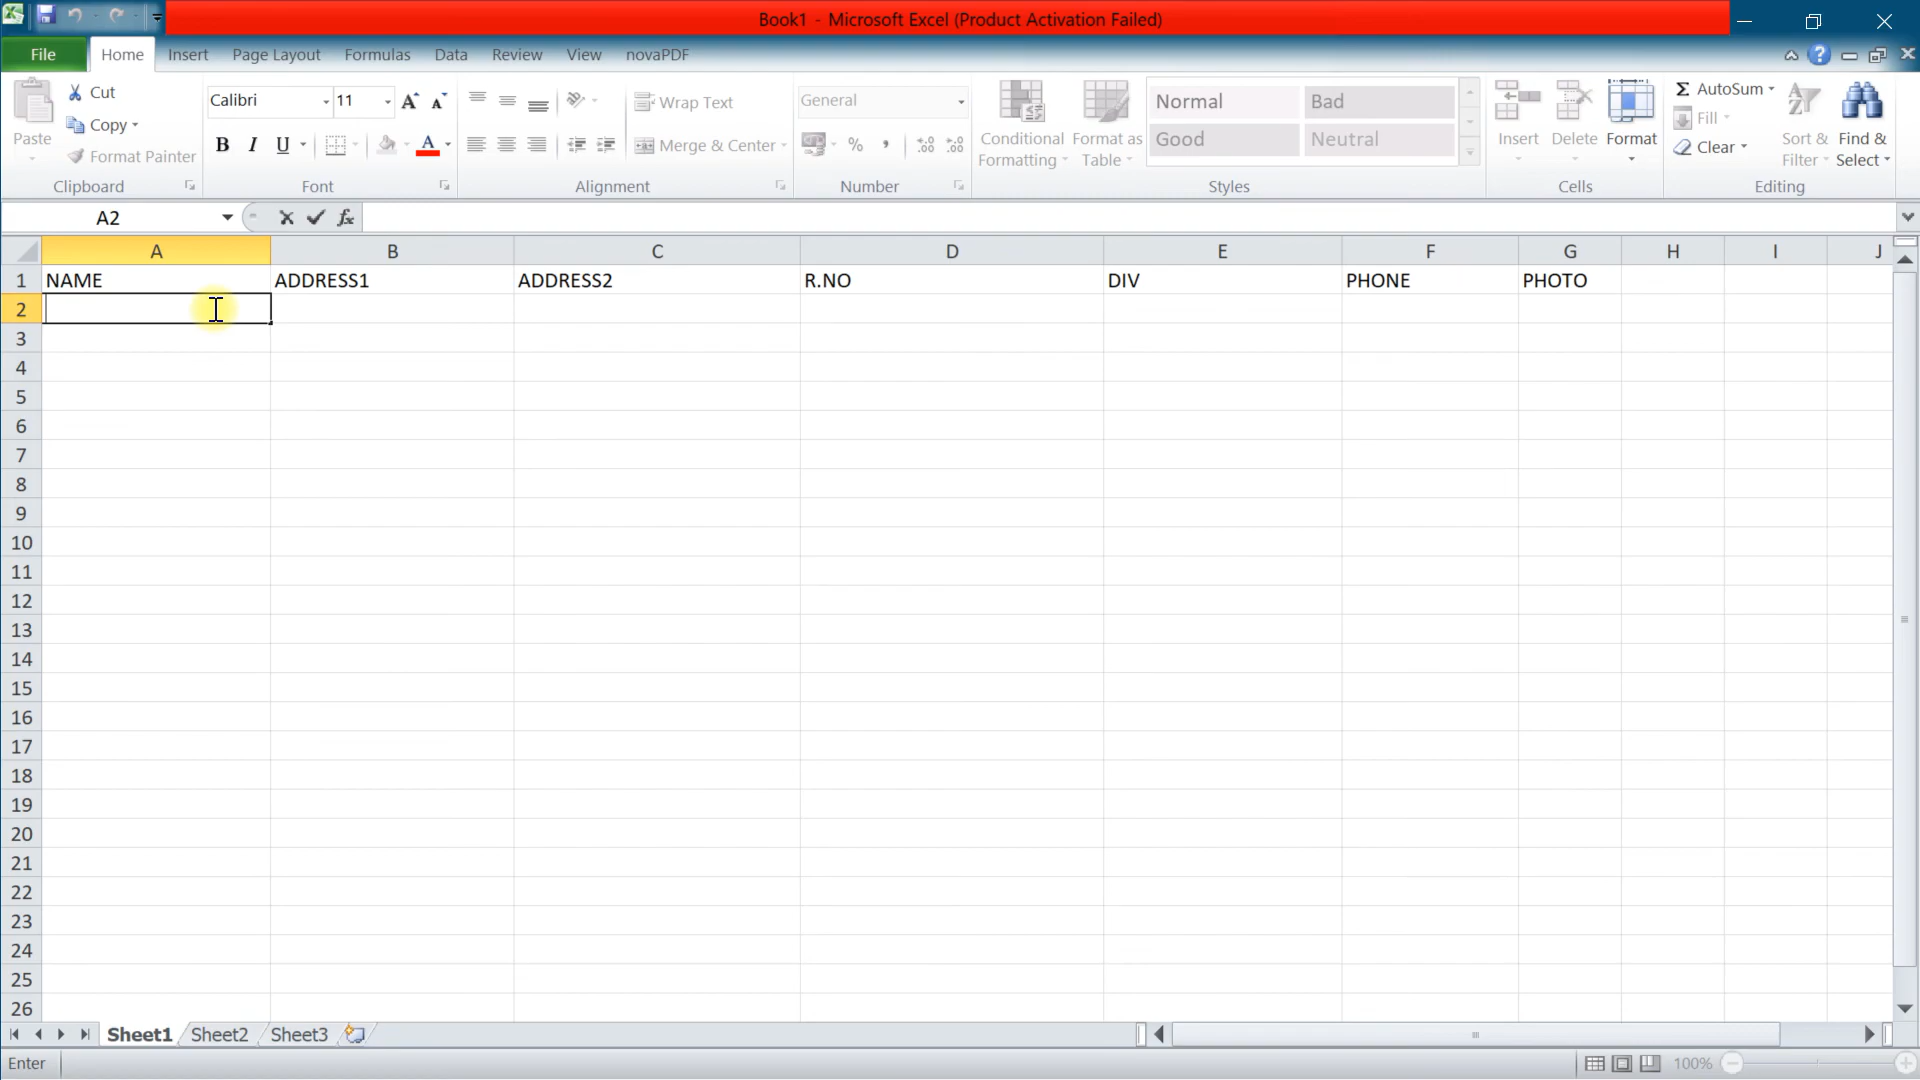 Book1 - Microsoft Excel (Product Activation Failed)
File Home Insert Page Layout Formulas Data Review View novaPDF
Paste
Cut
Copy
Format Painter
Clipboard
Calibri 11
B I U A
Font
Wrap Text
Merge & Center
Alignment
General
%
Number
Conditional Formatting
Format as Table
Normal Bad
Good Neutral
Styles
Insert Delete Format
Cells
Σ AutoSum
Fill
Clear
Sort & Filter
Find & Select
Editing
A2 fx
A B C D E F G H I J
1 NAME ADDRESS1 ADDRESS2 R.NO DIV PHONE PHOTO
2
3
4
5
6
7
8
9
10
11
12
13
14
15
16
17
18
19
20
21
22
23
24
25
26
Sheet1 Sheet2 Sheet3
Enter 100%